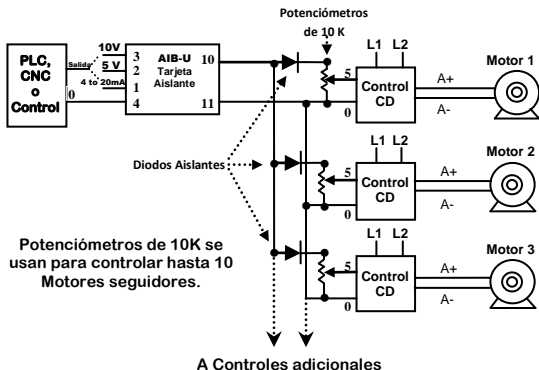 Potenciómetros
de 10 K
PLC,
CNC
o
Control
Salida
0
10V
5 V
4 to 20mA
3
2
1
4
AIB-U
Tarjeta
Aislante
10
11
L1 L2
5
0
Control
CD
A+
A-
Motor 1
Diodos Aislantes
L1 L2
5
0
Control
CD
A+
A-
Motor 2
Potenciómetros de 10K se
usan para controlar hasta 10
Motores seguidores.
L1 L2
5
0
Control
CD
A+
A-
Motor 3
A Controles adicionales